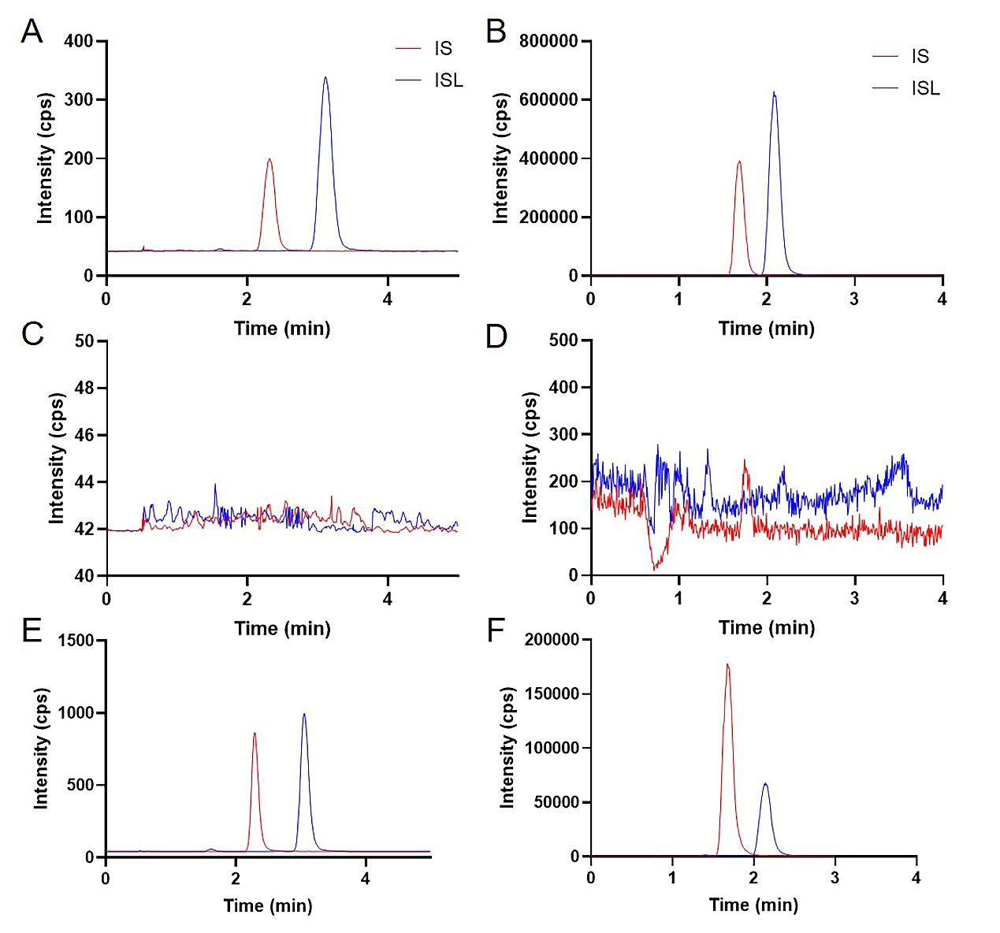 A
400
300
200
100
0
Intensity (cps)
0 2 4
Time (min)
IS
ISL
B
800000
600000
400000
200000
0
Intensity (cps)
0 1 2 3 4
Time (min)
IS
ISL
C
50
48
46
44
42
40
Intensity (cps)
0 2 4
Time (min)
D
500
400
300
200
100
0
Intensity (cps)
0 1 2 3 4
Time (min)
E
1500
1000
500
0
Intensity (cps)
0 2 4
Time (min)
F
200000
150000
100000
50000
0
Intensity (cps)
0 1 2 3 4
Time (min)